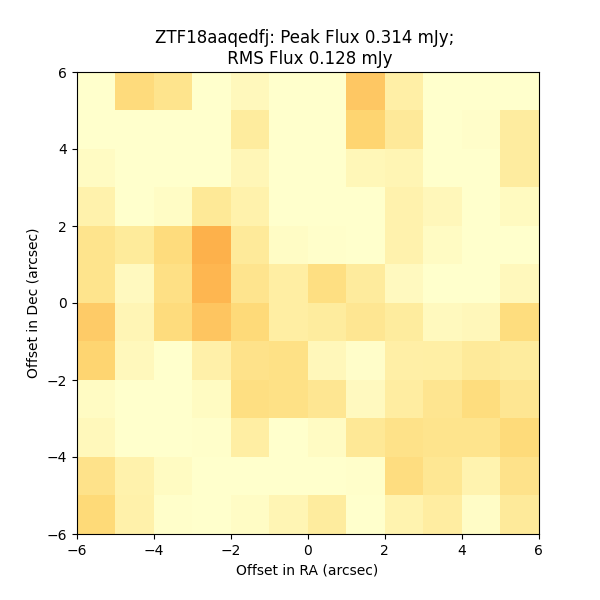 ZTF18aaqedfj: Peak Flux 0.314 mJy;
RMS Flux 0.128 mJy
6
4
2
0
−2
−4
−6
Offset in Dec (arcsec)
−6 −4 −2 0 2 4 6
Offset in RA (arcsec)